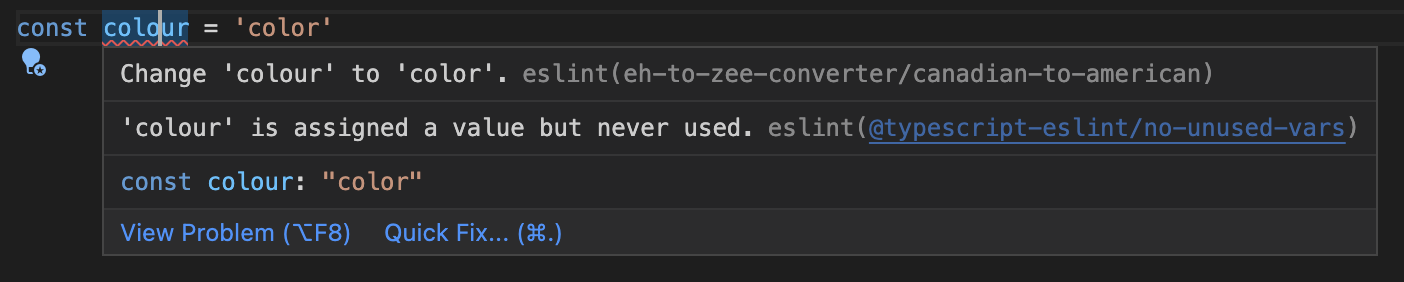 const colour = 'color'
Change 'colour' to 'color'. eslint(eh-to-zee-converter/canadian-to-american)
'colour' is assigned a value but never used. eslint(@typescript-eslint/no-unused-vars)
const colour: "color"
View Problem (⌥F8) Quick Fix... (⌘.)